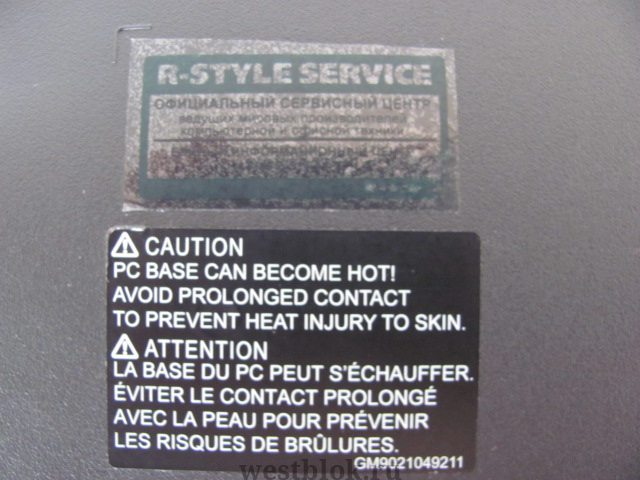 R-STYLE SERVICE
ОФИЦИАЛЬНЫЙ СЕРВИСНЫЙ ЦЕНТР
ведущих мировых производителей
компьютерной и офисной техники
ИНФОРМАЦИОННЫЙ ЦЕНТР
CAUTION
PC BASE CAN BECOME HOT!
AVOID PROLONGED CONTACT
TO PREVENT HEAT INJURY TO SKIN.
ATTENTION
LA BASE DU PC PEUT S'ÉCHAUFFER.
ÉVITER LE CONTACT PROLONGÉ
AVEC LA PEAU POUR PRÉVENIR
LES RISQUES DE BRÛLURES.
GM9021049211
westblok.ru